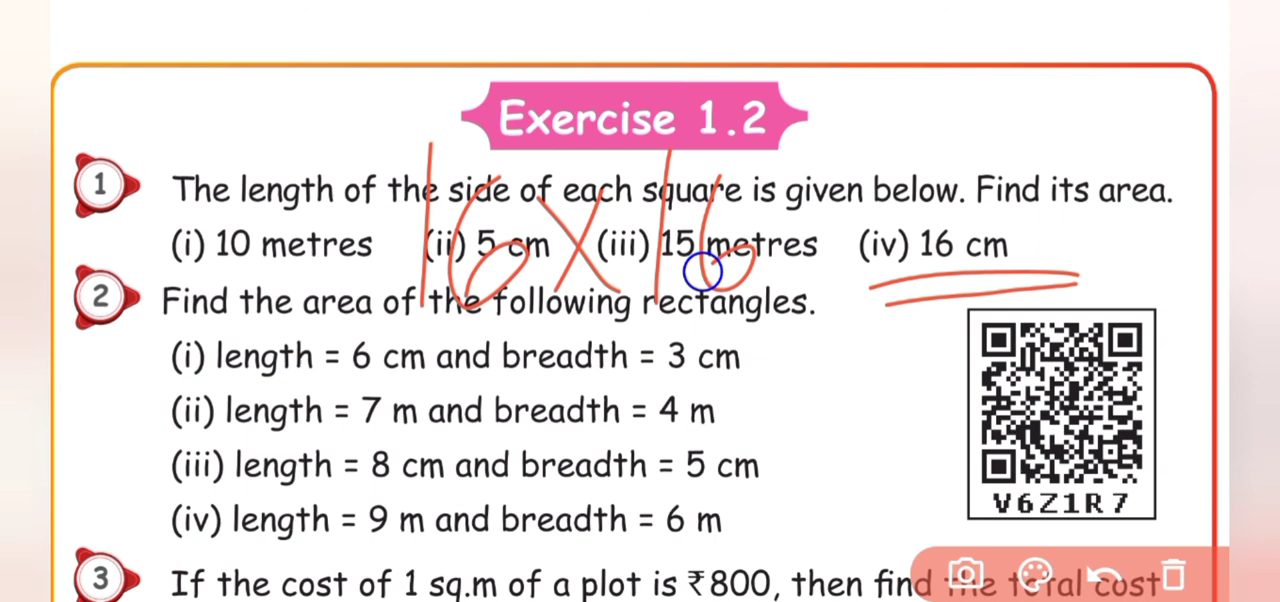 Exercise 1.2
1 The length of the side of each square is given below. Find its area.
(i) 10 metres (ii) 5 cm (iii) 15 metres (iv) 16 cm
16 X 16
2 Find the area of the following rectangles.
(i) length = 6 cm and breadth = 3 cm
(ii) length = 7 m and breadth = 4 m
(iii) length = 8 cm and breadth = 5 cm
(iv) length = 9 m and breadth = 6 m
V6Z1R7
3 If the cost of 1 sq.m of a plot is ₹800, then find the total cost